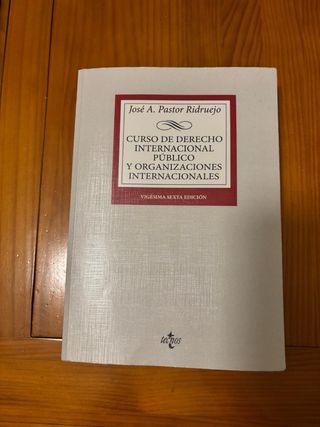 José A. Pastor Ridruejo
CURSO DE DERECHO
INTERNACIONAL
PÚBLICO
Y ORGANIZACIONES
INTERNACIONALES
VIGÉSIMA SEXTA EDICIÓN
tecnos